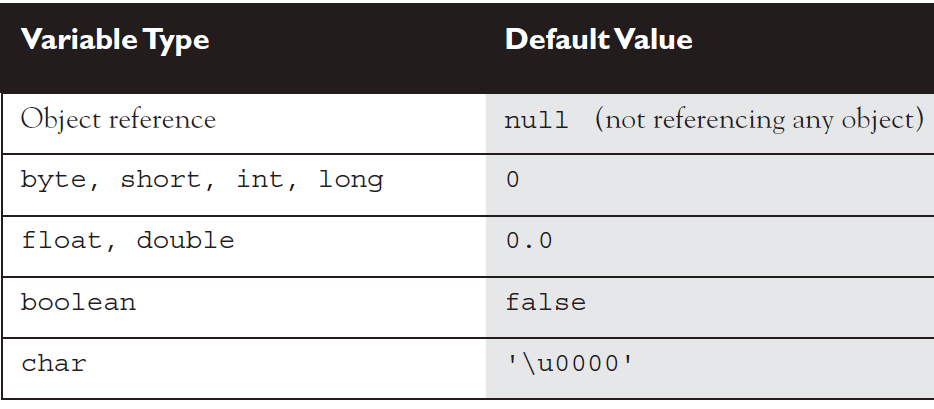 Variable Type Default Value
Object reference null (not referencing any object)
byte, short, int, long 0
float, double 0.0
boolean false
char '\u0000'